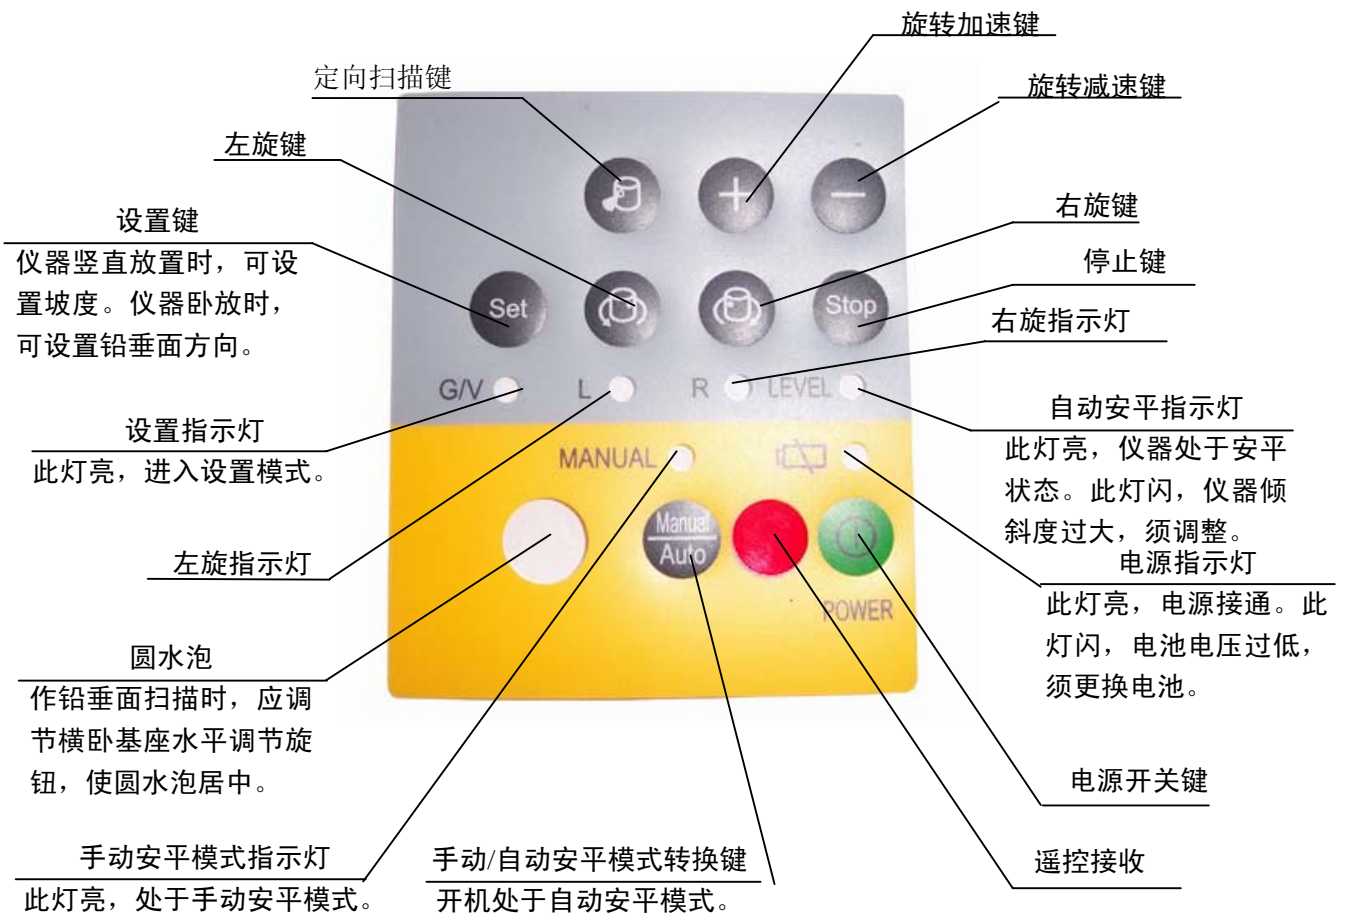 旋转加速键
定向扫描键
旋转减速键
左旋键
右旋键
设置键
仪器竖直放置时，可设
置坡度。仪器卧放时，
可设置铅垂面方向。
停止键
右旋指示灯
Set
Stop
G/V
L
R
LEVEL
设置指示灯
此灯亮，进入设置模式。
自动安平指示灯
此灯亮，仪器处于安平
状态。此灯闪，仪器倾
斜度过大，须调整。
MANUAL
Manual
Auto
POWER
左旋指示灯
电源指示灯
此灯亮，电源接通。此
灯闪，电池电压过低，
须更换电池。
圆水泡
作铅垂面扫描时，应调
节横卧基座水平调节旋
钮，使圆水泡居中。
电源开关键
手动安平模式指示灯
此灯亮，处于手动安平模式。
手动/自动安平模式转换键
开机处于自动安平模式。
遥控接收